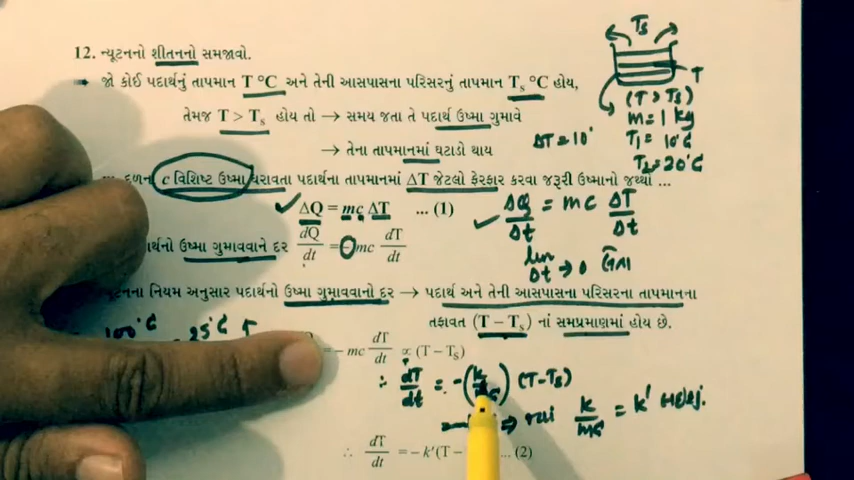 12. ન્યૂટનનો શીતનનો સમજાવો.
જો કોઈ પદાર્થનું તાપમાન T °C અને તેની આસપાસના પરિસરનું તાપમાન Ts °C હોય,
તેમજ T > Ts હોય તો → સમય જતા તે પદાર્થ ઉષ્મા ગુમાવે
→ તેના તાપમાનમાં ઘટાડો થાય
ΔT = 10°
Ts
T
(T > Ts)
m = 1 kg
T1 = 10°C
T2 = 20°C
દળના c વિશિષ્ટ ઉષ્મા ધરાવતા પદાર્થના તાપમાનમાં ΔT જેટલો ફેરફાર કરવા જરૂરી ઉષ્માનો જથ્થો ...
ΔQ = mc ΔT ... (1)
ΔQ/Δt = mc ΔT/Δt
ર્થનો ઉષ્મા ગુમાવવાને દર dQ/dt = - mc dT/dt
lim Δt → 0
ટનના નિયમ અનુસાર પદાર્થનો ઉષ્મા ગુમાવવાનો દર → પદાર્થ અને તેની આસપાસના પરિસરના તાપમાનના
તફાવત (T – Ts) નાં સમપ્રમાણમાં હોય છે.
100°C
25°C
= – mc dT/dt ∝ (T – Ts)
∴ dT/dt = -(k/mc) (T-Ts)
k/mc = k'
∴ dT/dt = – k'(T – ... (2)